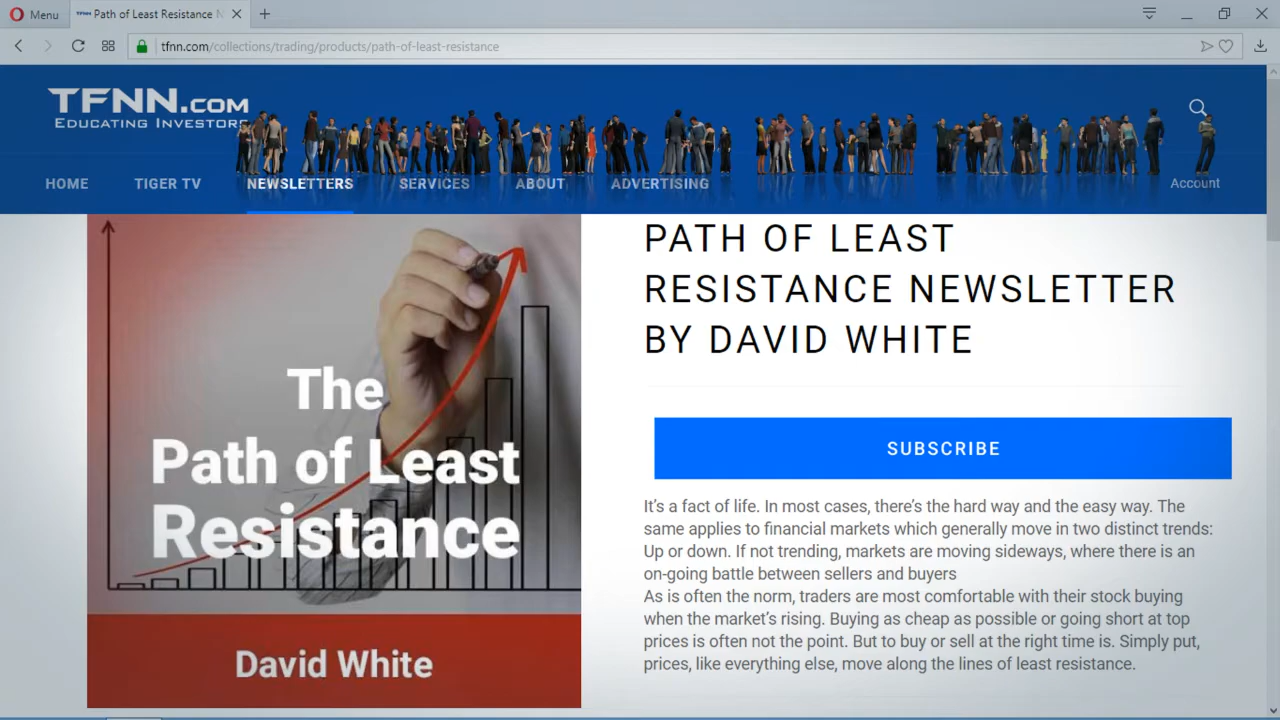 Menu
Path of Least Resistance N
tfnn.com/collections/trading/products/path-of-least-resistance
TFNN.COM
EDUCATING INVESTORS
HOME TIGER TV NEWSLETTERS SERVICES ABOUT ADVERTISING Account
The
Path of Least
Resistance
David White
PATH OF LEAST
RESISTANCE NEWSLETTER
BY DAVID WHITE
SUBSCRIBE
It's a fact of life. In most cases, there's the hard way and the easy way. The
same applies to financial markets which generally move in two distinct trends:
Up or down. If not trending, markets are moving sideways, where there is an
on-going battle between sellers and buyers
As is often the norm, traders are most comfortable with their stock buying
when the market's rising. Buying as cheap as possible or going short at top
prices is often not the point. But to buy or sell at the right time is. Simply put,
prices, like everything else, move along the lines of least resistance.